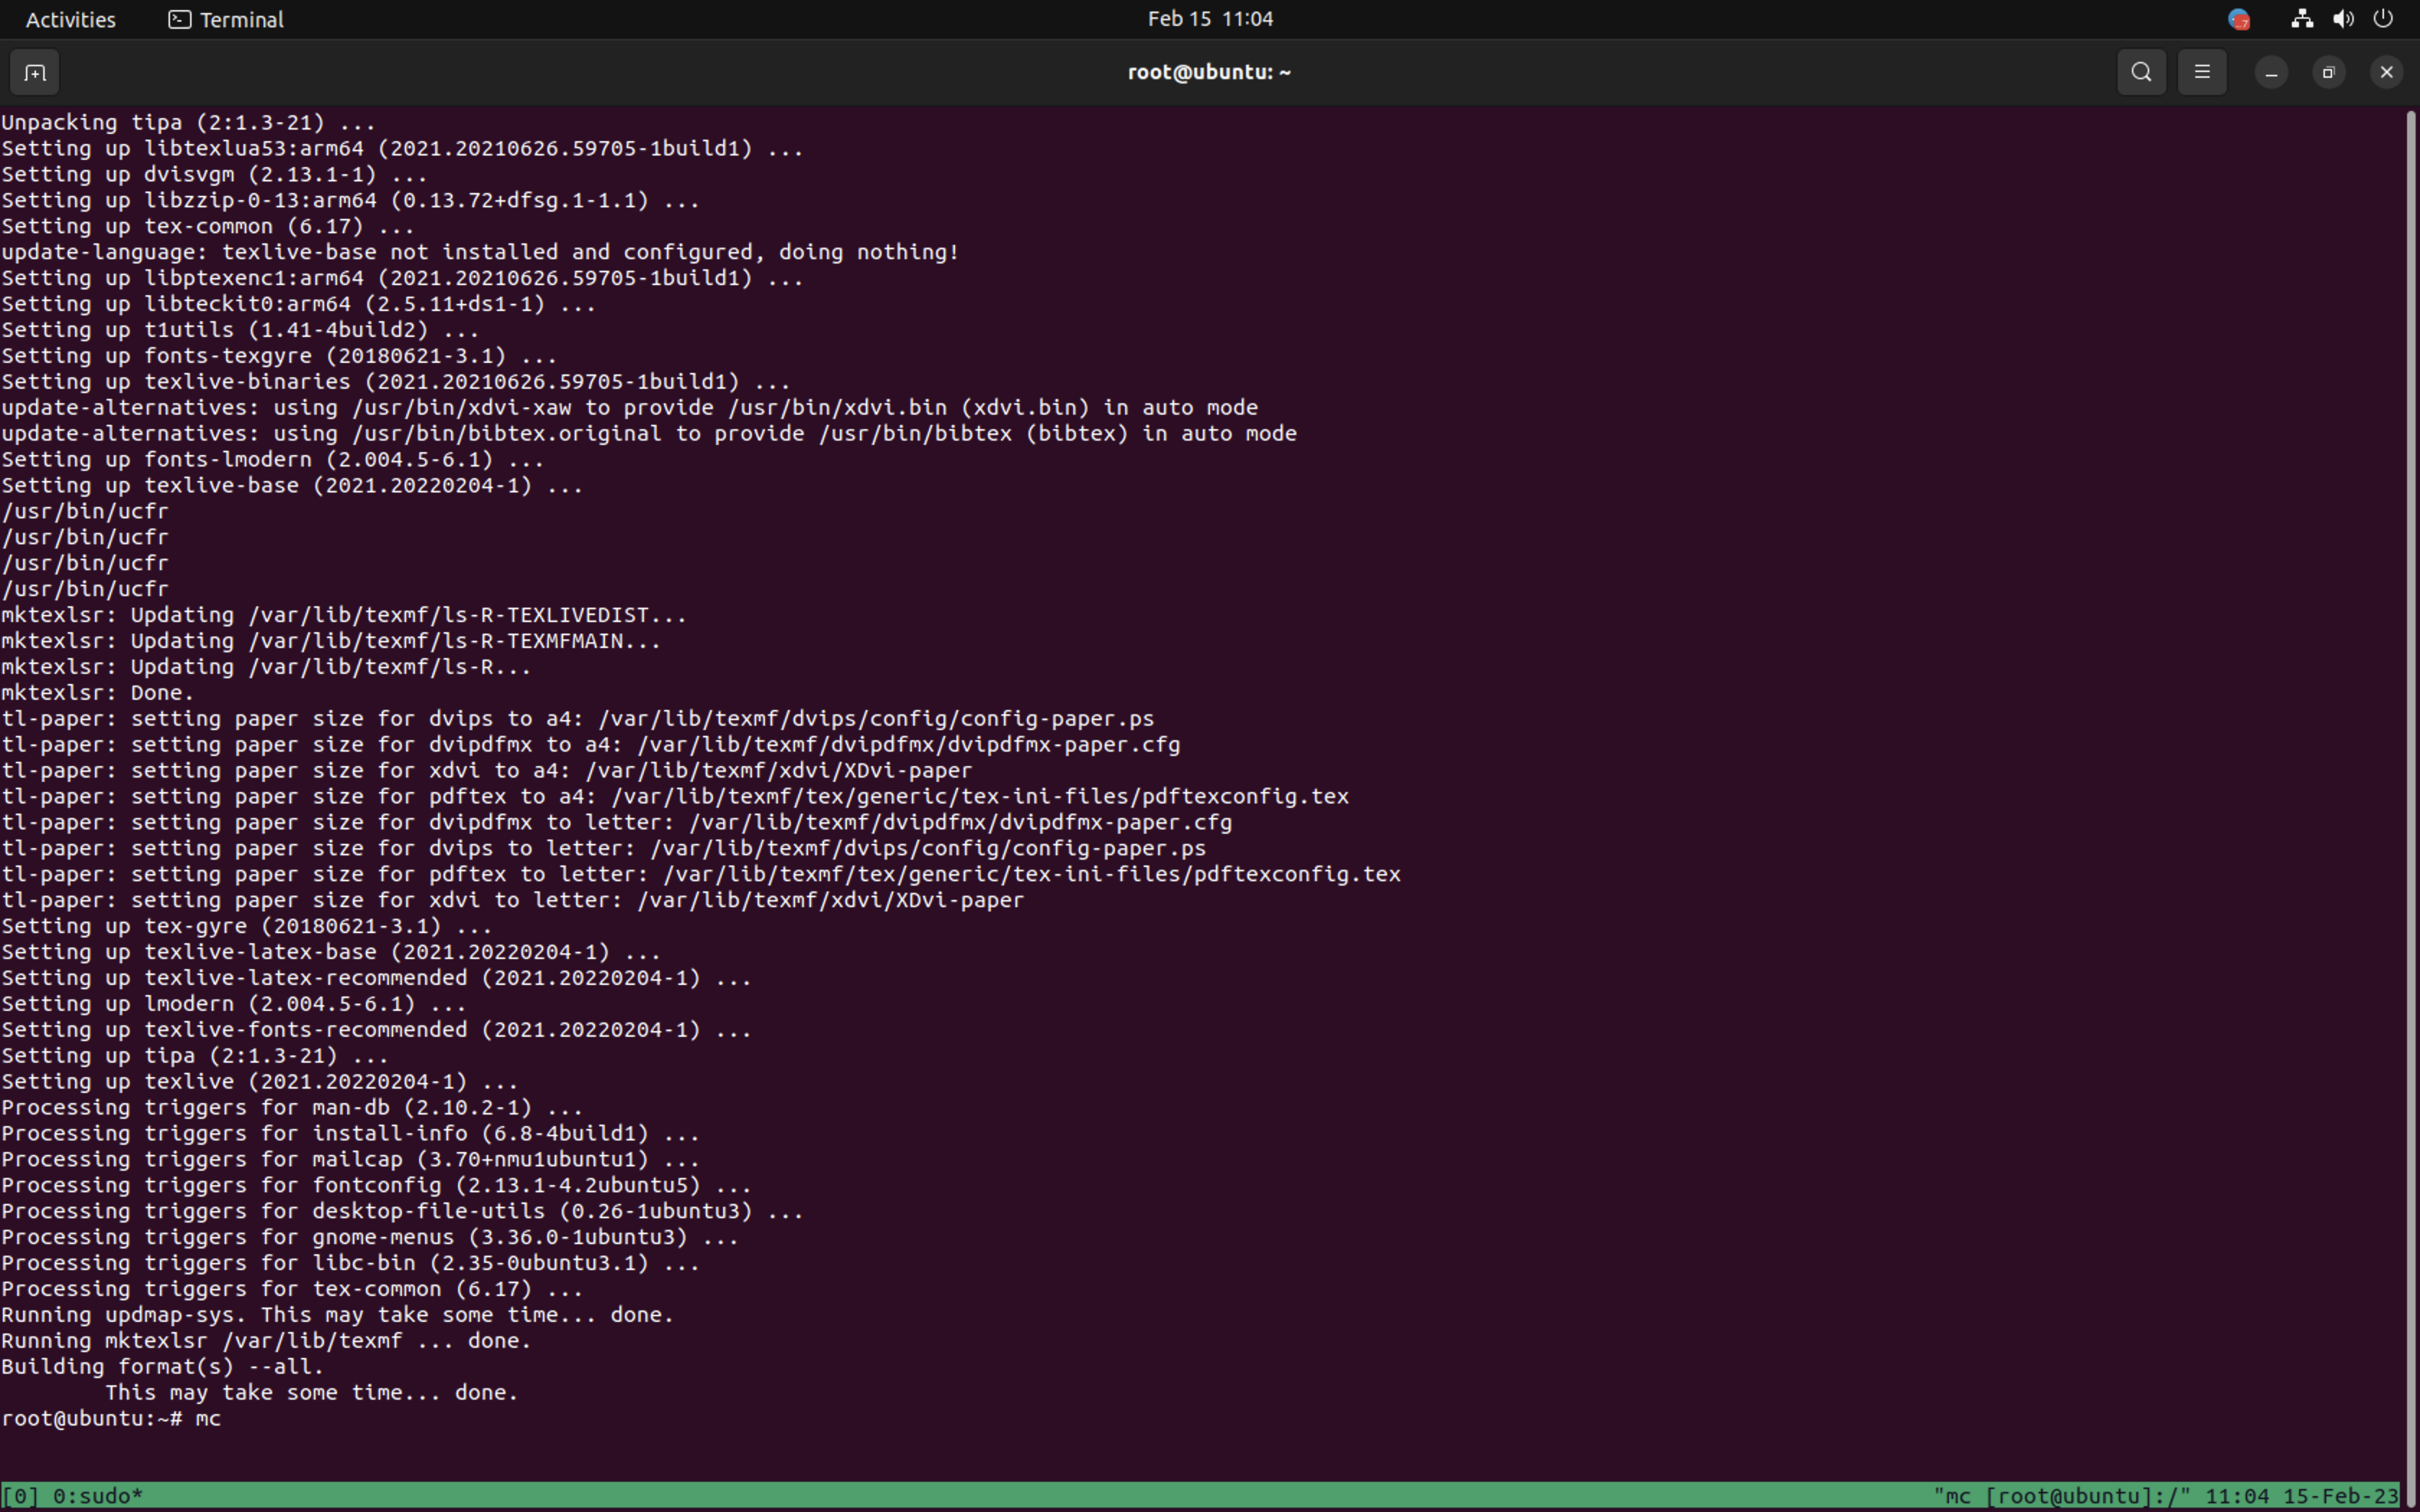 Activities Terminal Feb 15 11:04
root@ubuntu: ~
Unpacking tipa (2:1.3-21) ...
Setting up libtexlua53:arm64 (2021.20210626.59705-1build1) ...
Setting up dvisvgm (2.13.1-1) ...
Setting up libzzip-0-13:arm64 (0.13.72+dfsg.1-1.1) ...
Setting up tex-common (6.17) ...
update-language: texlive-base not installed and configured, doing nothing!
Setting up libptexenc1:arm64 (2021.20210626.59705-1build1) ...
Setting up libteckit0:arm64 (2.5.11+ds1-1) ...
Setting up t1utils (1.41-4build2) ...
Setting up fonts-texgyre (20180621-3.1) ...
Setting up texlive-binaries (2021.20210626.59705-1build1) ...
update-alternatives: using /usr/bin/xdvi-xaw to provide /usr/bin/xdvi.bin (xdvi.bin) in auto mode
update-alternatives: using /usr/bin/bibtex.original to provide /usr/bin/bibtex (bibtex) in auto mode
Setting up fonts-lmodern (2.004.5-6.1) ...
Setting up texlive-base (2021.20220204-1) ...
/usr/bin/ucfr
/usr/bin/ucfr
/usr/bin/ucfr
/usr/bin/ucfr
mktexlsr: Updating /var/lib/texmf/ls-R-TEXLIVEDIST...
mktexlsr: Updating /var/lib/texmf/ls-R-TEXMFMAIN...
mktexlsr: Updating /var/lib/texmf/ls-R...
mktexlsr: Done.
tl-paper: setting paper size for dvips to a4: /var/lib/texmf/dvips/config/config-paper.ps
tl-paper: setting paper size for dvipdfmx to a4: /var/lib/texmf/dvipdfmx/dvipdfmx-paper.cfg
tl-paper: setting paper size for xdvi to a4: /var/lib/texmf/xdvi/XDvi-paper
tl-paper: setting paper size for pdftex to a4: /var/lib/texmf/tex/generic/tex-ini-files/pdftexconfig.tex
tl-paper: setting paper size for dvipdfmx to letter: /var/lib/texmf/dvipdfmx/dvipdfmx-paper.cfg
tl-paper: setting paper size for dvips to letter: /var/lib/texmf/dvips/config/config-paper.ps
tl-paper: setting paper size for pdftex to letter: /var/lib/texmf/tex/generic/tex-ini-files/pdftexconfig.tex
tl-paper: setting paper size for xdvi to letter: /var/lib/texmf/xdvi/XDvi-paper
Setting up tex-gyre (20180621-3.1) ...
Setting up texlive-latex-base (2021.20220204-1) ...
Setting up texlive-latex-recommended (2021.20220204-1) ...
Setting up lmodern (2.004.5-6.1) ...
Setting up texlive-fonts-recommended (2021.20220204-1) ...
Setting up tipa (2:1.3-21) ...
Setting up texlive (2021.20220204-1) ...
Processing triggers for man-db (2.10.2-1) ...
Processing triggers for install-info (6.8-4build1) ...
Processing triggers for mailcap (3.70+nmu1ubuntu1) ...
Processing triggers for fontconfig (2.13.1-4.2ubuntu5) ...
Processing triggers for desktop-file-utils (0.26-1ubuntu3) ...
Processing triggers for gnome-menus (3.36.0-1ubuntu3) ...
Processing triggers for libc-bin (2.35-0ubuntu3.1) ...
Processing triggers for tex-common (6.17) ...
Running updmap-sys. This may take some time... done.
Running mktexlsr /var/lib/texmf ... done.
Building format(s) --all.
        This may take some time... done.
root@ubuntu:~# mc
[0] 0:sudo* "mc [root@ubuntu]:/" 11:04 15-Feb-23